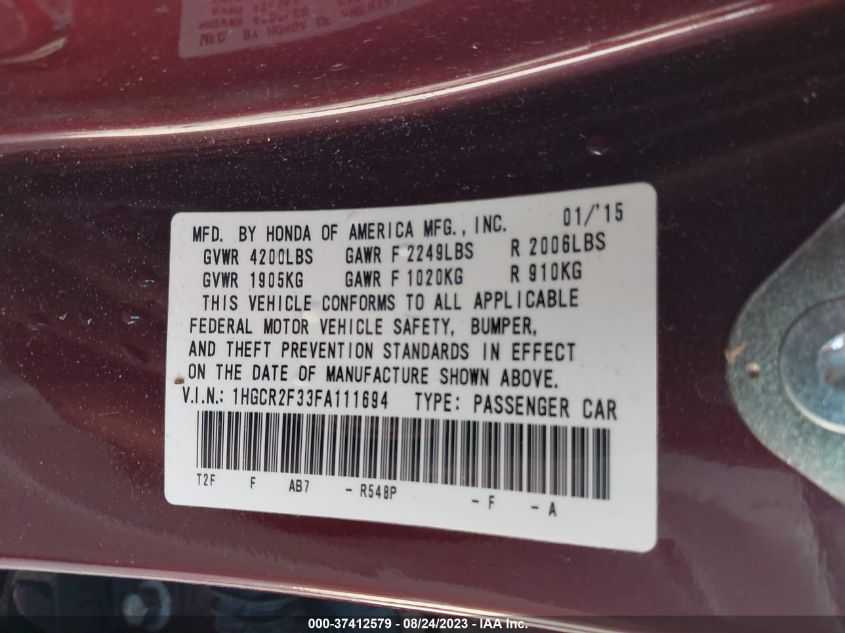 MFD. BY HONDA OF AMERICA MFG., INC. 01/'15
GVWR 4200LBS GAWR F 2249LBS R 2006LBS
GVWR 1905KG GAWR F 1020KG R 910KG
THIS VEHICLE CONFORMS TO ALL APPLICABLE
FEDERAL MOTOR VEHICLE SAFETY, BUMPER,
AND THEFT PREVENTION STANDARDS IN EFFECT
ON THE DATE OF MANUFACTURE SHOWN ABOVE.
V.I.N.: 1HGCR2F33FA111694 TYPE: PASSENGER CAR
T2F F AB7 - R548P - F - A
000-37412579 - 08/24/2023 - IAA Inc.